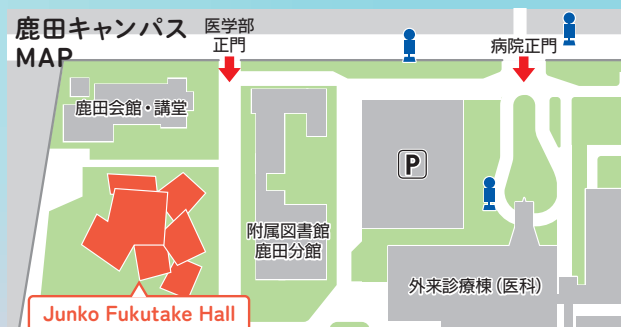 鹿田キャンパス
MAP
医学部
正門
病院正門
鹿田会館・講堂
P
附属図書館
鹿田分館
外来診療棟(医科)
Junko Fukutake Hall